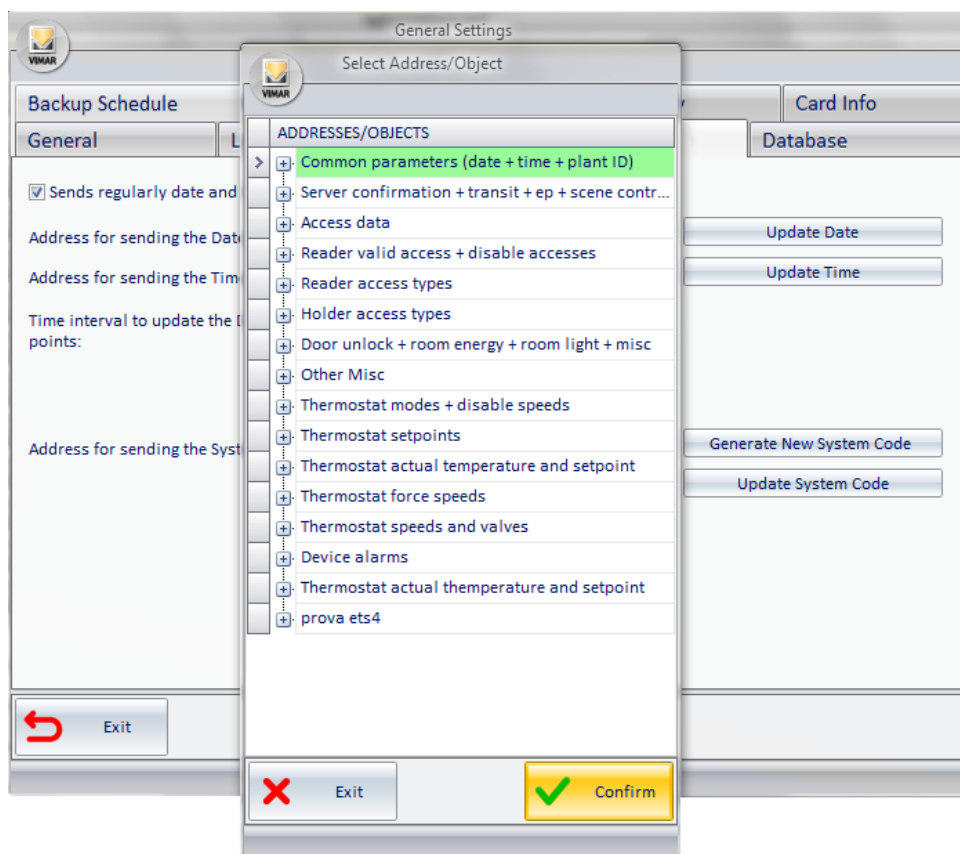 General Settings
VIMAR
Select Address/Object
VIMAR
Backup Schedule
Card Info
General
L
Database
ADDRESSES/OBJECTS
Common parameters (date + time + plant ID)
Server confirmation + transit + ep + scene contr...
Access data
Reader valid access + disable accesses
Reader access types
Holder access types
Door unlock + room energy + room light + misc
Other Misc
Thermostat modes + disable speeds
Thermostat setpoints
Thermostat actual temperature and setpoint
Thermostat force speeds
Thermostat speeds and valves
Device alarms
Thermostat actual themperature and setpoint
prova ets4
Sends regularly date and
Address for sending the Date
Update Date
Address for sending the Time
Update Time
Time interval to update the
points:
Address for sending the Syst
Generate New System Code
Update System Code
Exit
Exit
Confirm